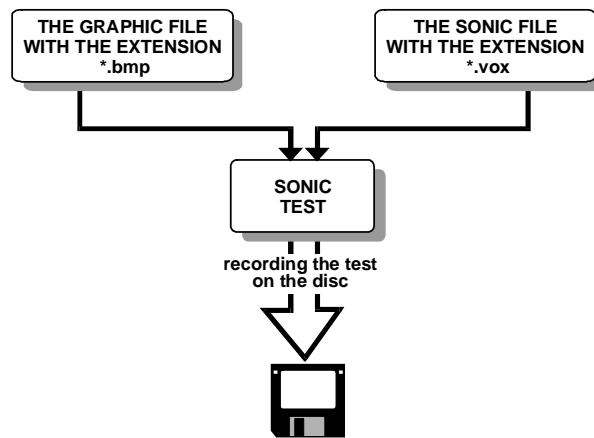 THE GRAPHIC FILE
WITH THE EXTENSION
*.bmp
THE SONIC FILE
WITH THE EXTENSION
*.vox
SONIC
TEST
recording the test
on the disc